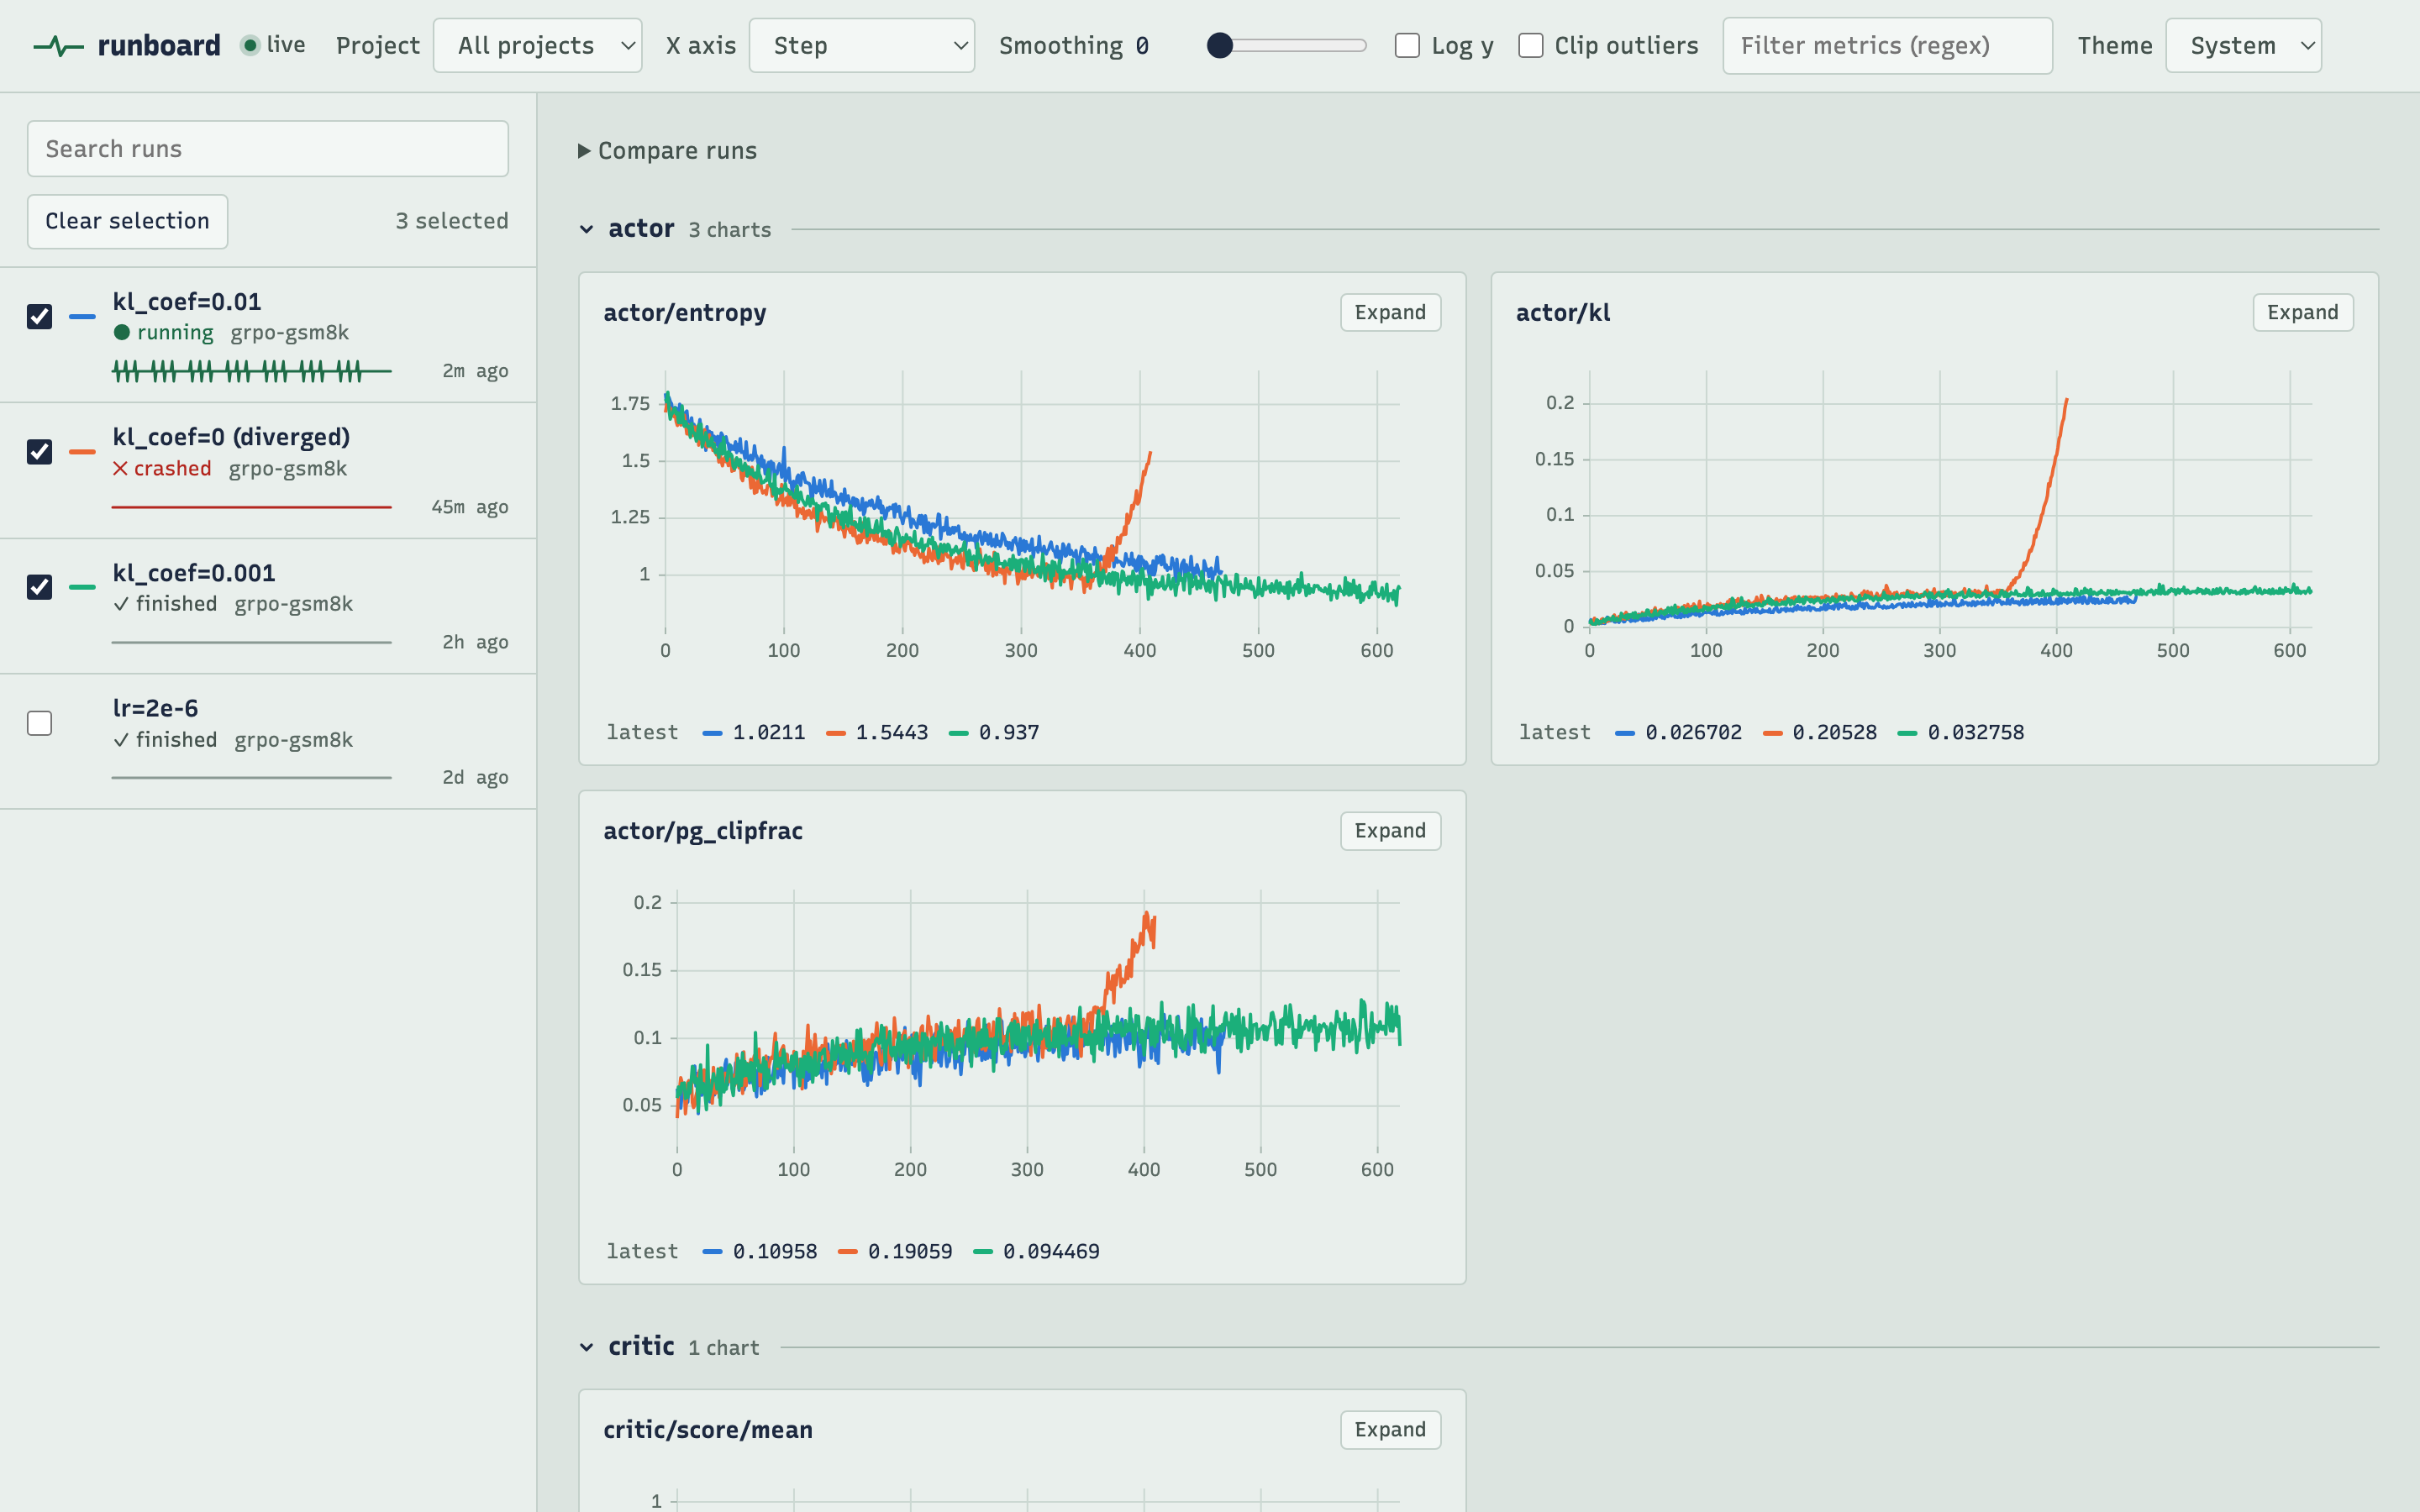 runboard live Project All projects X axis Step Smoothing 0 Log y Clip outliers Filter metrics (regex) Theme System
Search runs
Clear selection 3 selected
kl_coef=0.01
running grpo-gsm8k
2m ago
kl_coef=0 (diverged)
crashed grpo-gsm8k
45m ago
kl_coef=0.001
finished grpo-gsm8k
2h ago
lr=2e-6
finished grpo-gsm8k
2d ago
Compare runs
actor 3 charts
actor/entropy Expand
1.75
1.5
1.25
1
0 100 200 300 400 500 600
latest 1.0211 1.5443 0.937
actor/kl Expand
0.2
0.15
0.1
0.05
0
0 100 200 300 400 500 600
latest 0.026702 0.20528 0.032758
actor/pg_clipfrac Expand
0.2
0.15
0.1
0.05
0 100 200 300 400 500 600
latest 0.10958 0.19059 0.094469
critic 1 chart
critic/score/mean Expand
1